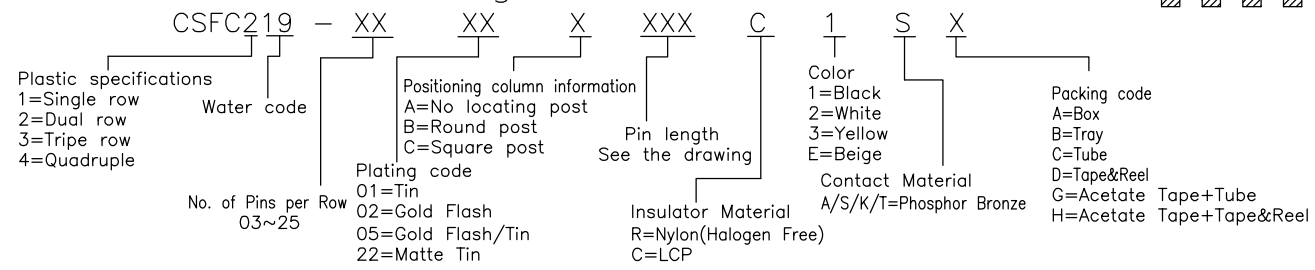 CSFC219 - XX XX X XXX C 1 S X
Plastic specifications
1=Single row
2=Dual row
3=Tripe row
4=Quadruple
Water code
No. of Pins per Row
03~25
Positioning column information
A=No locating post
B=Round post
C=Square post
Plating code
01=Tin
02=Gold Flash
05=Gold Flash/Tin
22=Matte Tin
Pin length
See the drawing
Insulator Material
R=Nylon(Halogen Free)
C=LCP
Color
1=Black
2=White
3=Yellow
E=Beige
Contact Material
A/S/K/T=Phosphor Bronze
Packing code
A=Box
B=Tray
C=Tube
D=Tape&Reel
G=Acetate Tape+Tube
H=Acetate Tape+Tape&Reel